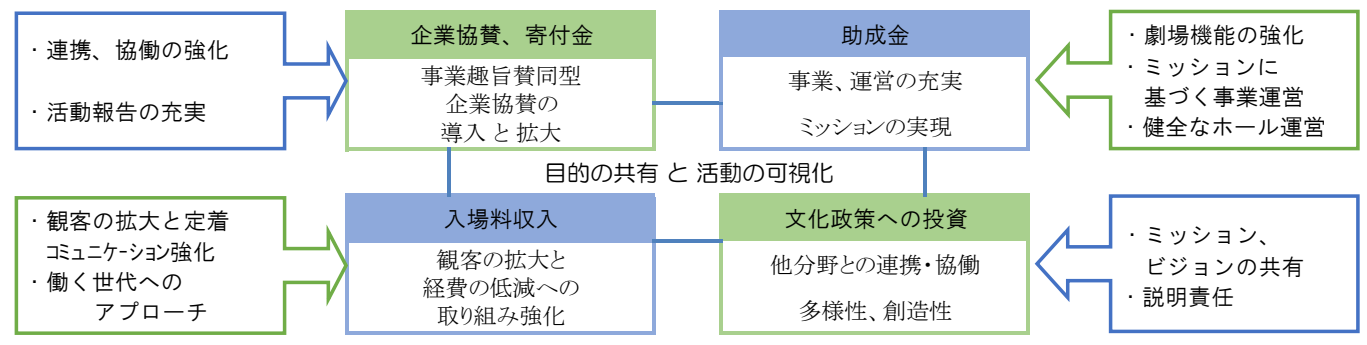 ・連携、協働の強化
・活動報告の充実
企業協賛、寄付金
事業趣旨賛同型
企業協賛の
導入と拡大
助成金
事業、運営の充実
ミッションの実現
・劇場機能の強化
・ミッションに
基づく事業運営
・健全なホール運営
目的の共有 と 活動の可視化
・観客の拡大と定着
コミュニケーション強化
・働く世代への
アプローチ
入場料収入
観客の拡大と
経費の低減への
取り組み強化
文化政策への投資
他分野との連携・協働
多様性、創造性
・ミッション、
ビジョンの共有
・説明責任